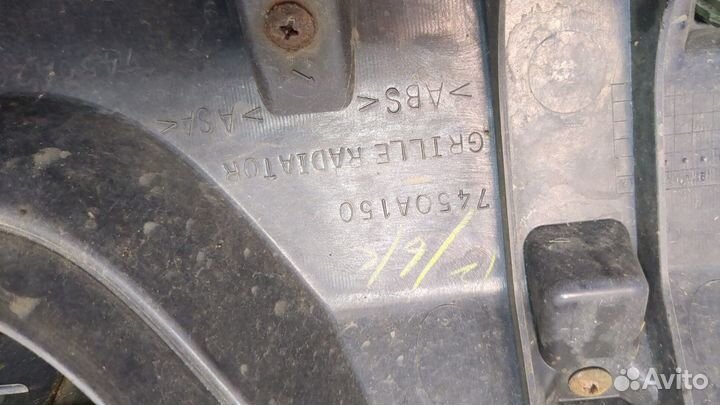 7450A150
GRILLE RADIATOR
>ABS< >ASA<
Avito